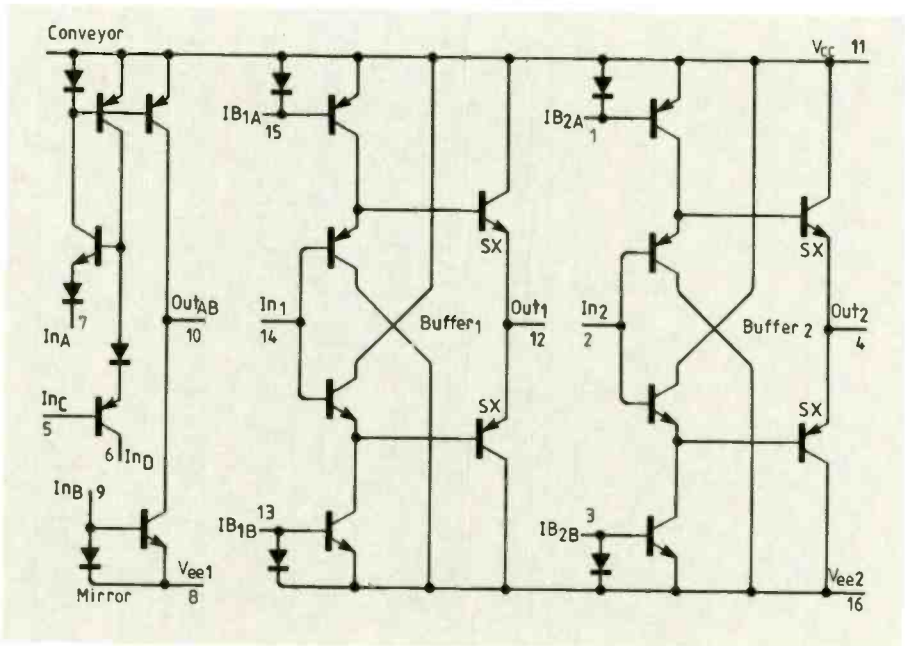 Conveyor
VCC 11
IB1A
15
IB2A
1
SX
SX
InA 7
OutAB
10
In1
14
Buffer1
Out1
12
In2
2
Buffer 2
Out2
4
InC
5
6 InD
SX
SX
InB 9
IB1B 13
IB2B 3
Mirror
Vee1
8
Vee2
16